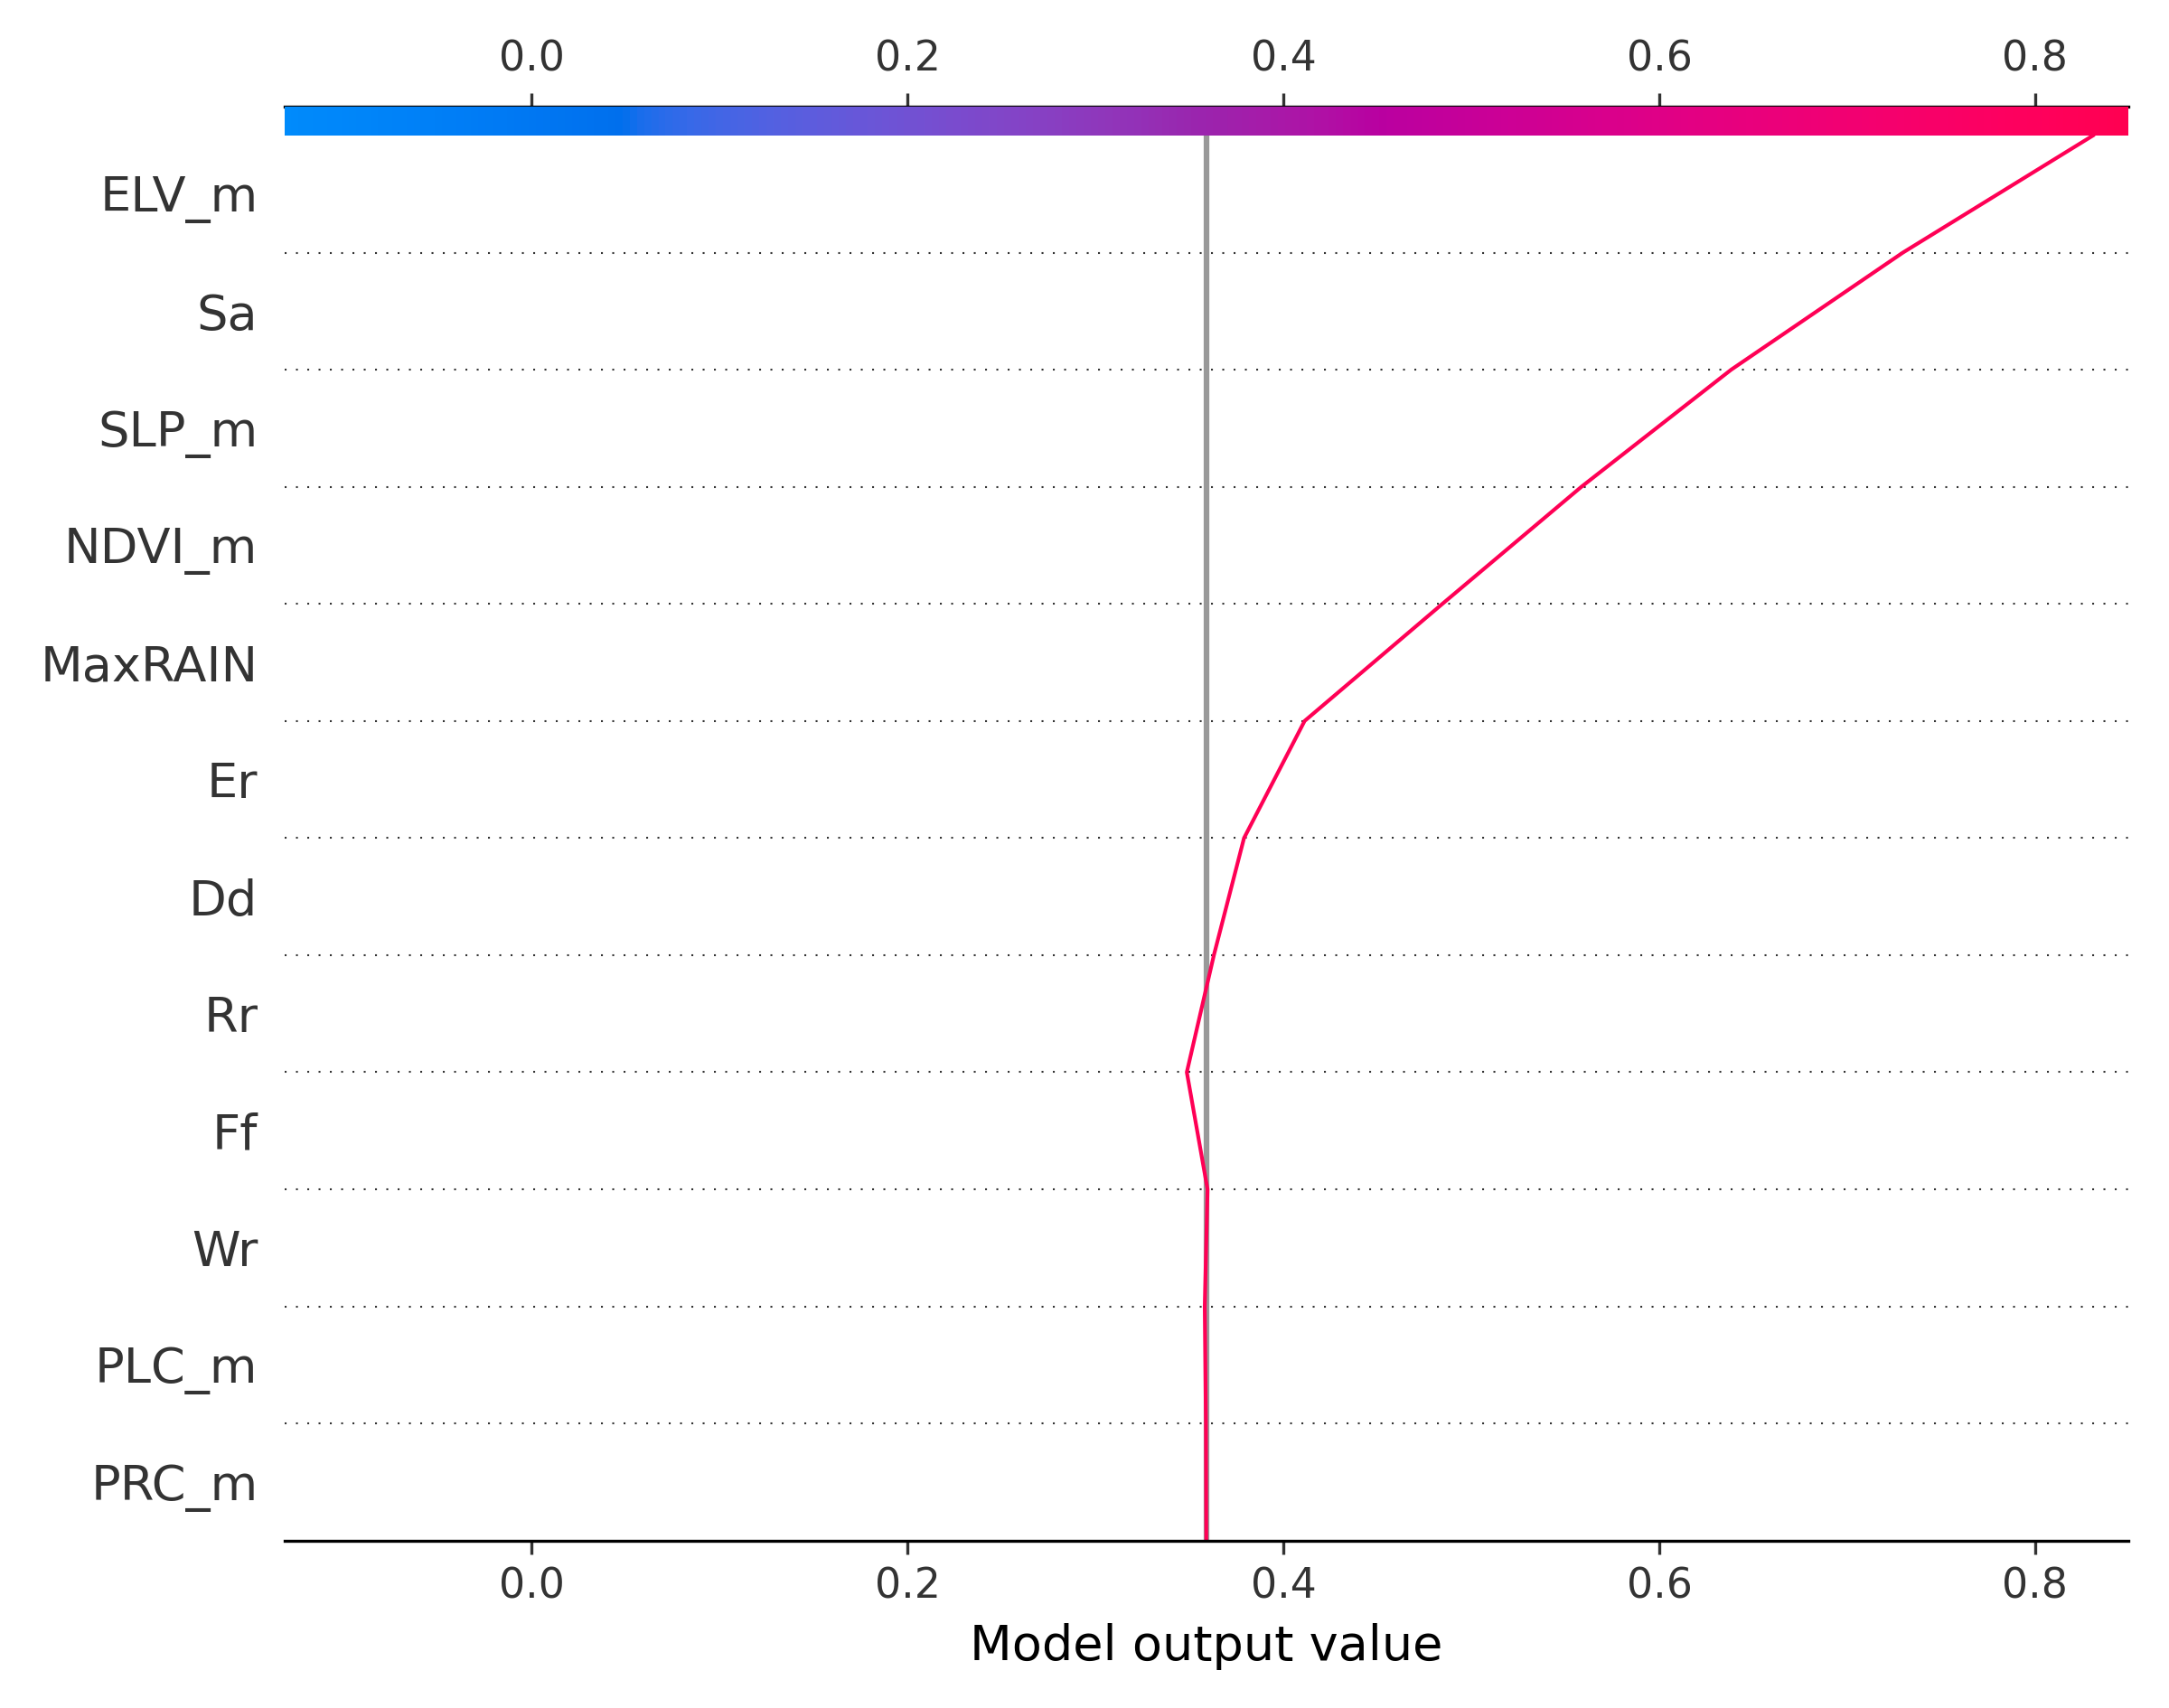 0.0 0.2 0.4 0.6 0.8
ELV_m
Sa
SLP_m
NDVI_m
MaxRAIN
Er
Dd
Rr
Ff
Wr
PLC_m
PRC_m
0.0 0.2 0.4 0.6 0.8
Model output value